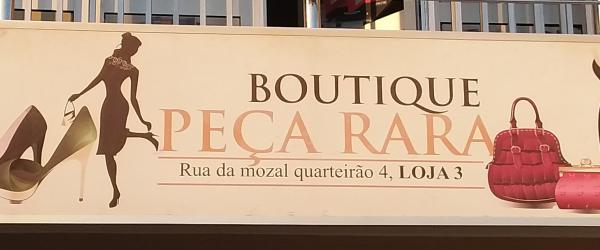 BOUTIQUE
PEÇA RARA
Rua da mozal quarteirão 4, LOJA 3